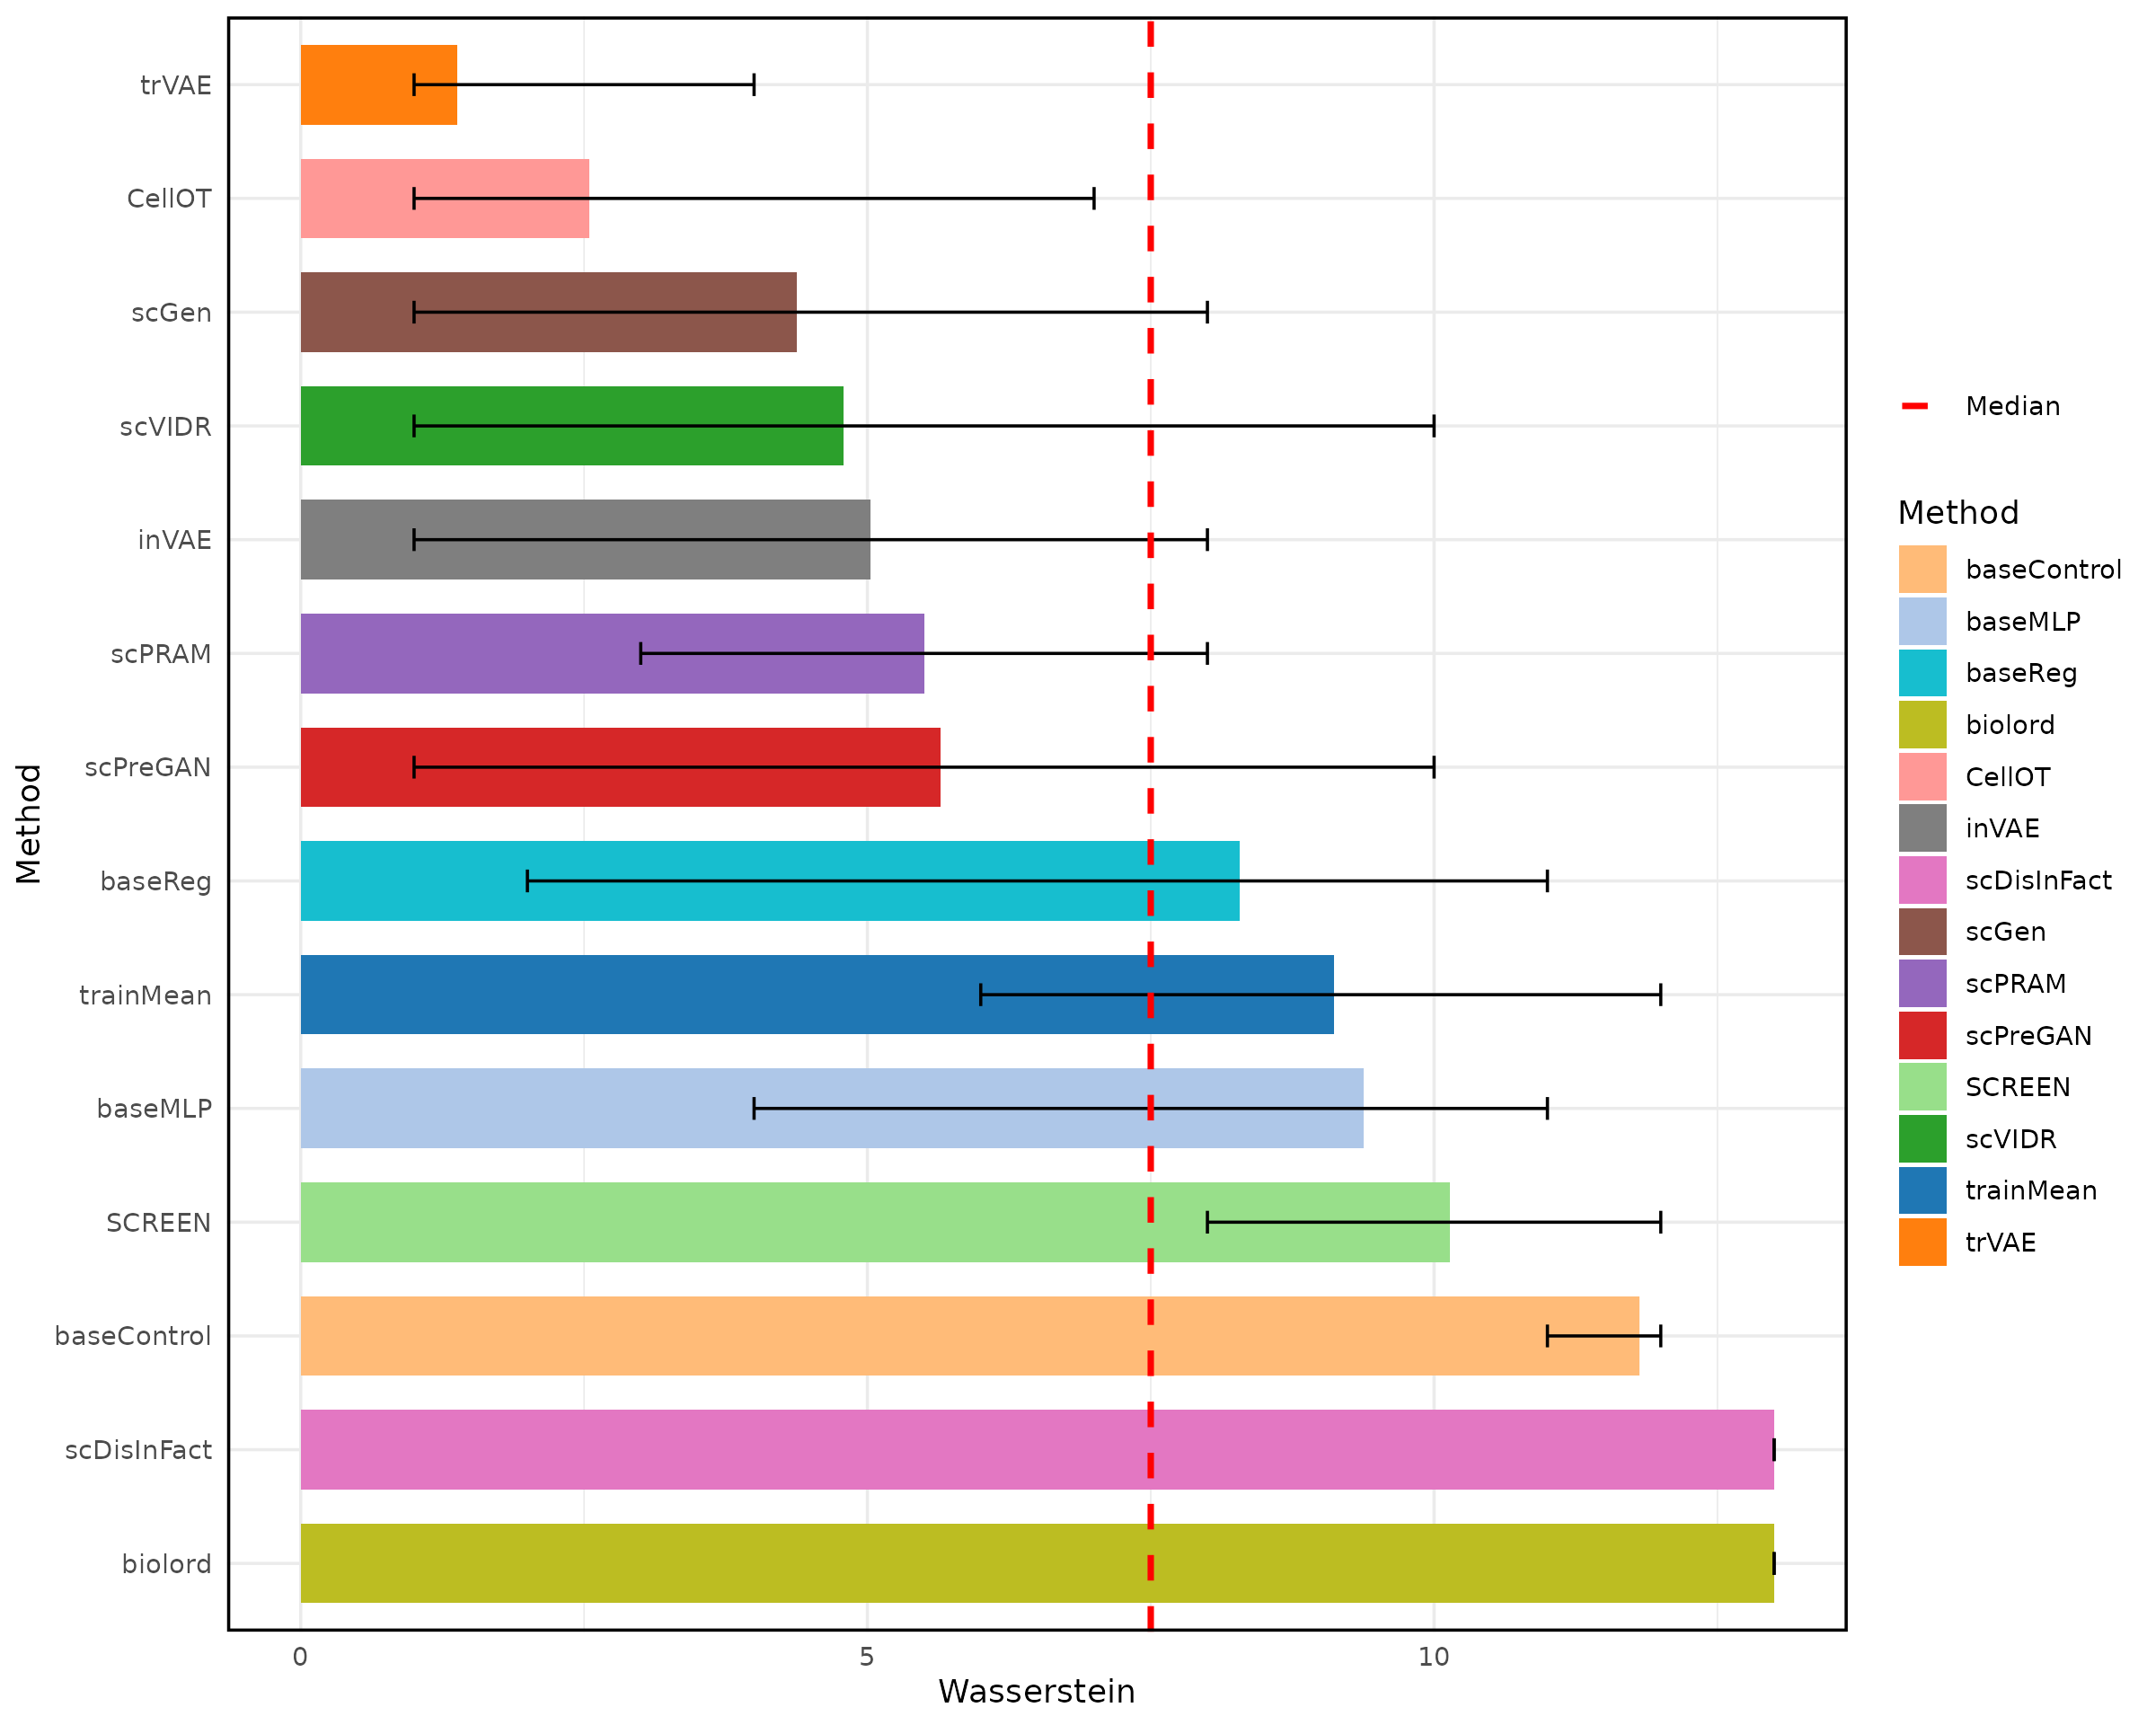 Method
trVAE
CellOT
scGen
scVIDR
inVAE
scPRAM
scPreGAN
baseReg
trainMean
baseMLP
SCREEN
baseControl
scDisInFact
biolord
0
5
10
Wasserstein
Median
Method
baseControl
baseMLP
baseReg
biolord
CellOT
inVAE
scDisInFact
scGen
scPRAM
scPreGAN
SCREEN
scVIDR
trainMean
trVAE